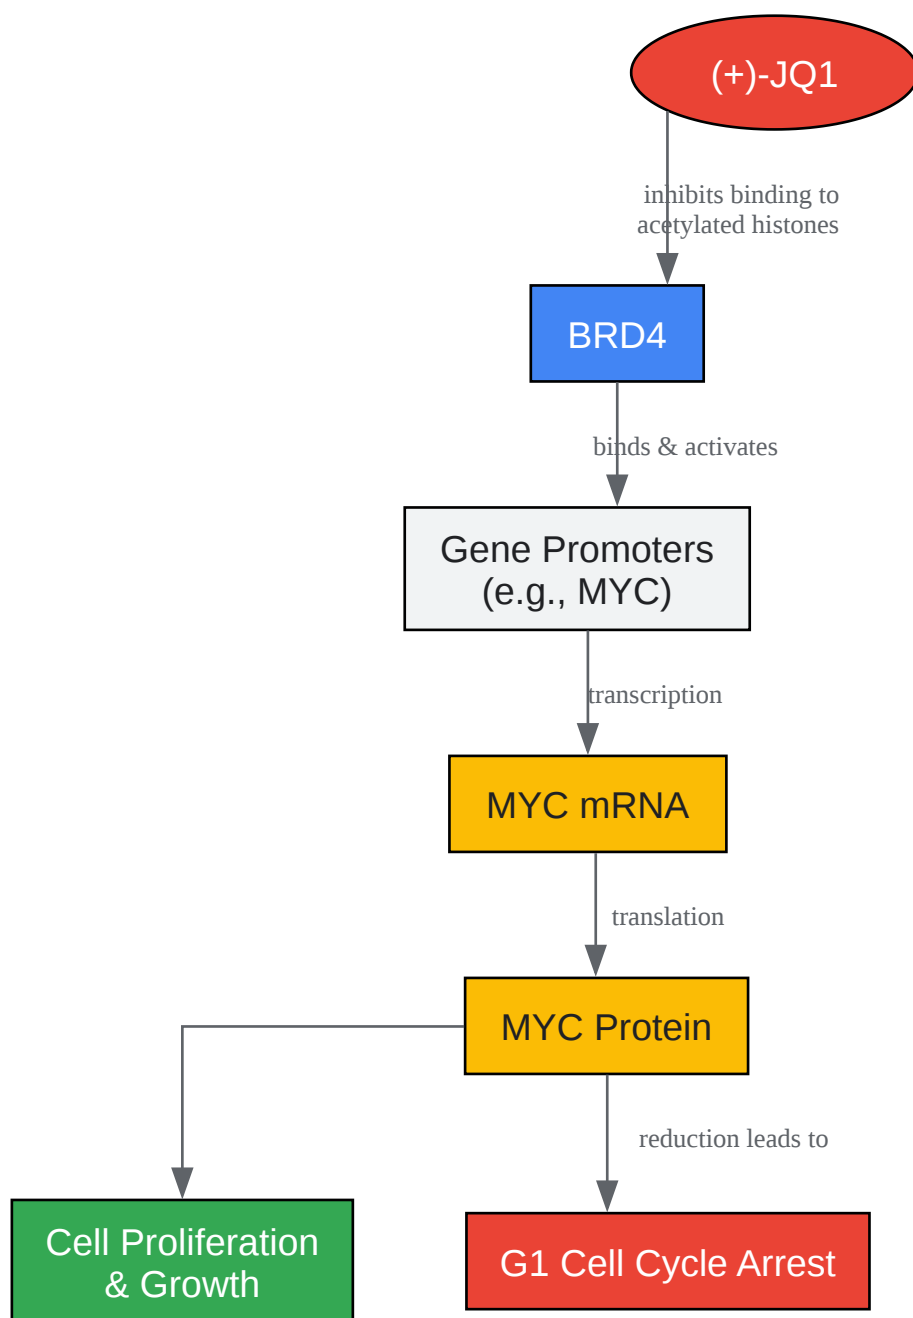 (+)-JQ1
inhibits binding to
acetylated histones
BRD4
binds & activates
Gene Promoters
(e.g., MYC)
transcription
MYC mRNA
translation
MYC Protein
reduction leads to
Cell Proliferation
& Growth
G1 Cell Cycle Arrest